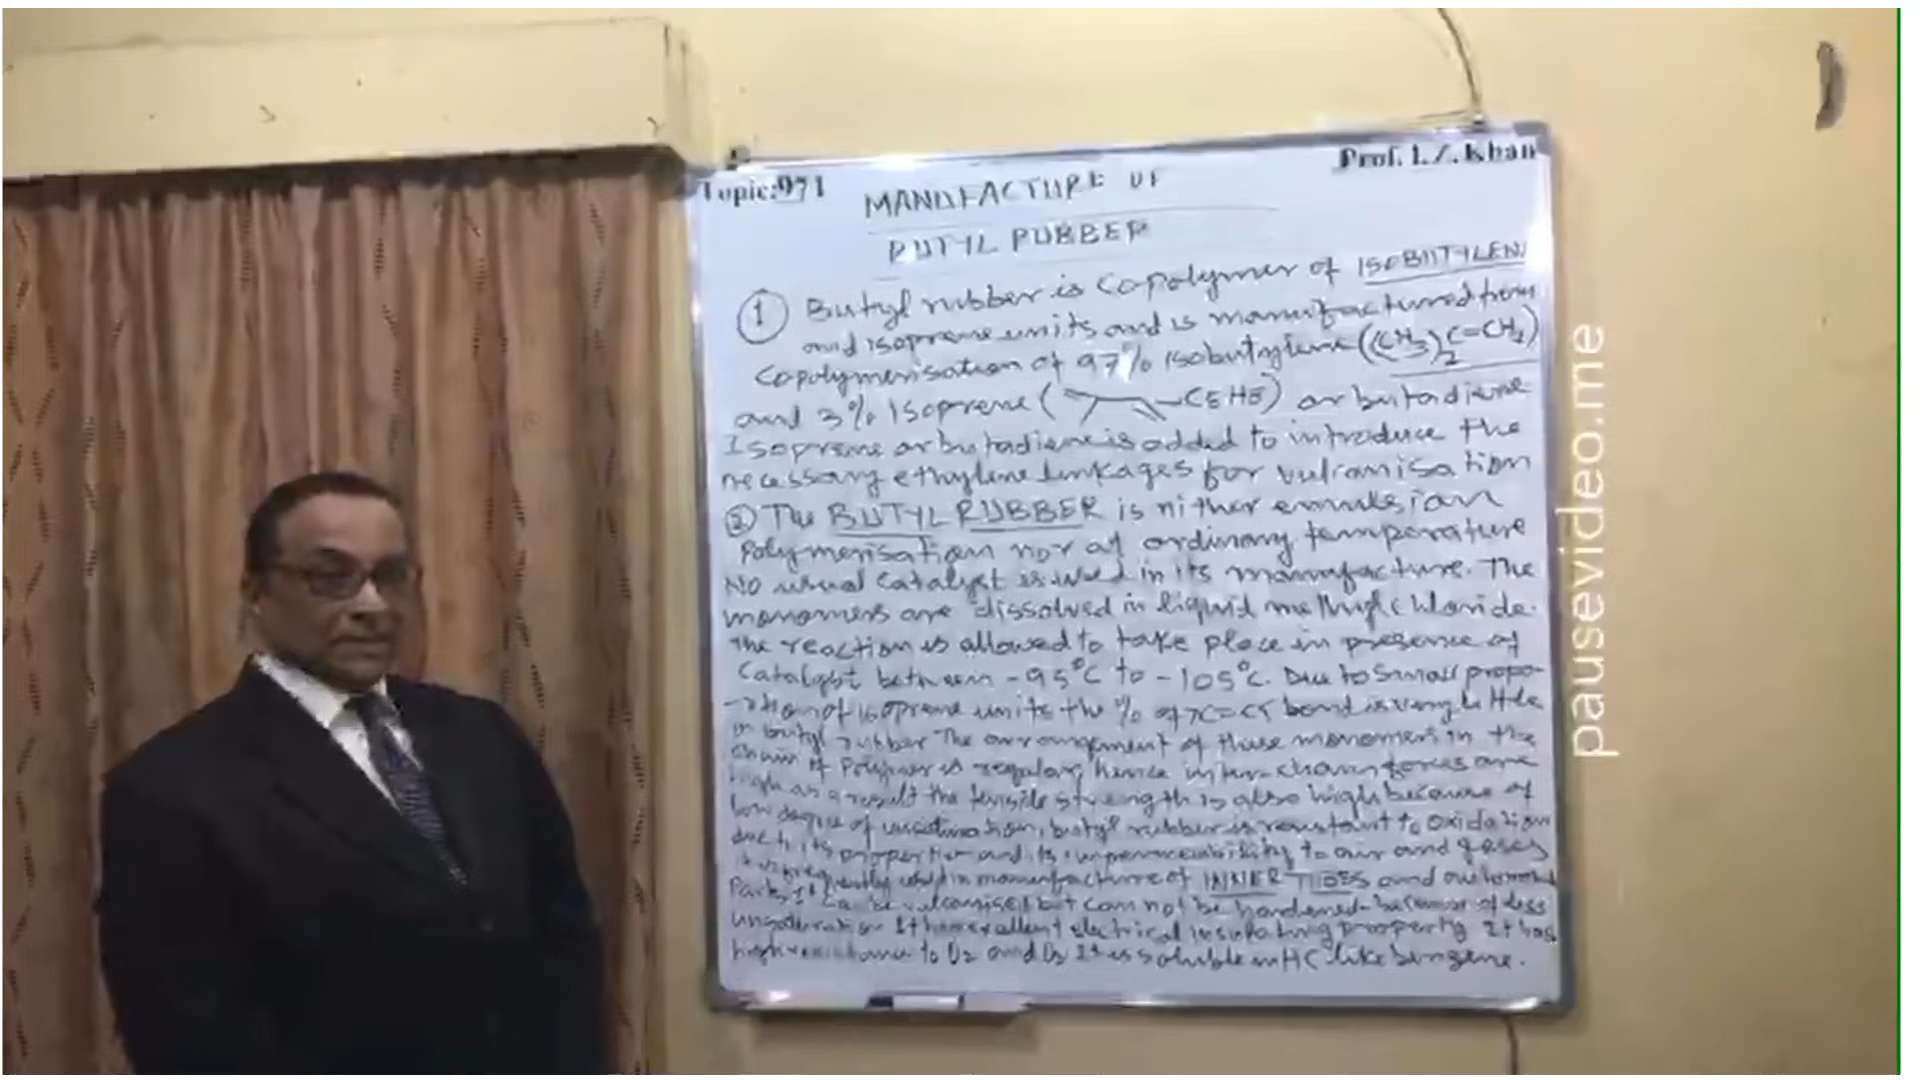 Topic:971
Prof. I.Z. Khan
MANUFACTURE OF
BUTYL RUBBER
① Butyl rubber is copolymer of ISOBUTYLENE
and isoprene units and is manufactured from
copolymerisation of 97% isobutylene ((CH3)2C=CH2)
and 3% isoprene ( C5H8) or butadiene
Isoprene or butadiene is added to introduce the
necessary ethylene linkages for vulcanisation
② The BUTYL RUBBER is nither emulsion
polymerisation nor at ordinary temperature
No usual catalyst is used in its manufacture. The
monomers are dissolved in liquid methyl chloride.
The reaction is allowed to take place in presence of
catalyst between -95°C to -105°C. Due to small propo-
-rtion of isoprene units the % of >C=C< bond is very little
in butyl rubber The arrangement of these monomers in the
chain of polymer is regular, hence inter-chain forces are
high as a result the tensile strength is also high because of
low degree of unsaturation, butyl rubber is resistant to oxidation
due to its properties and its impermeability to air and gases
it is frequently used in manufacture of INNER TUBES and automobile
parts It can be vulcanised but can not be hardened because of less
unsaturation It has excellent electrical insulating property It has
high resistance to O2 and O3 It is soluble in HC like benzene.
pausevideo.me